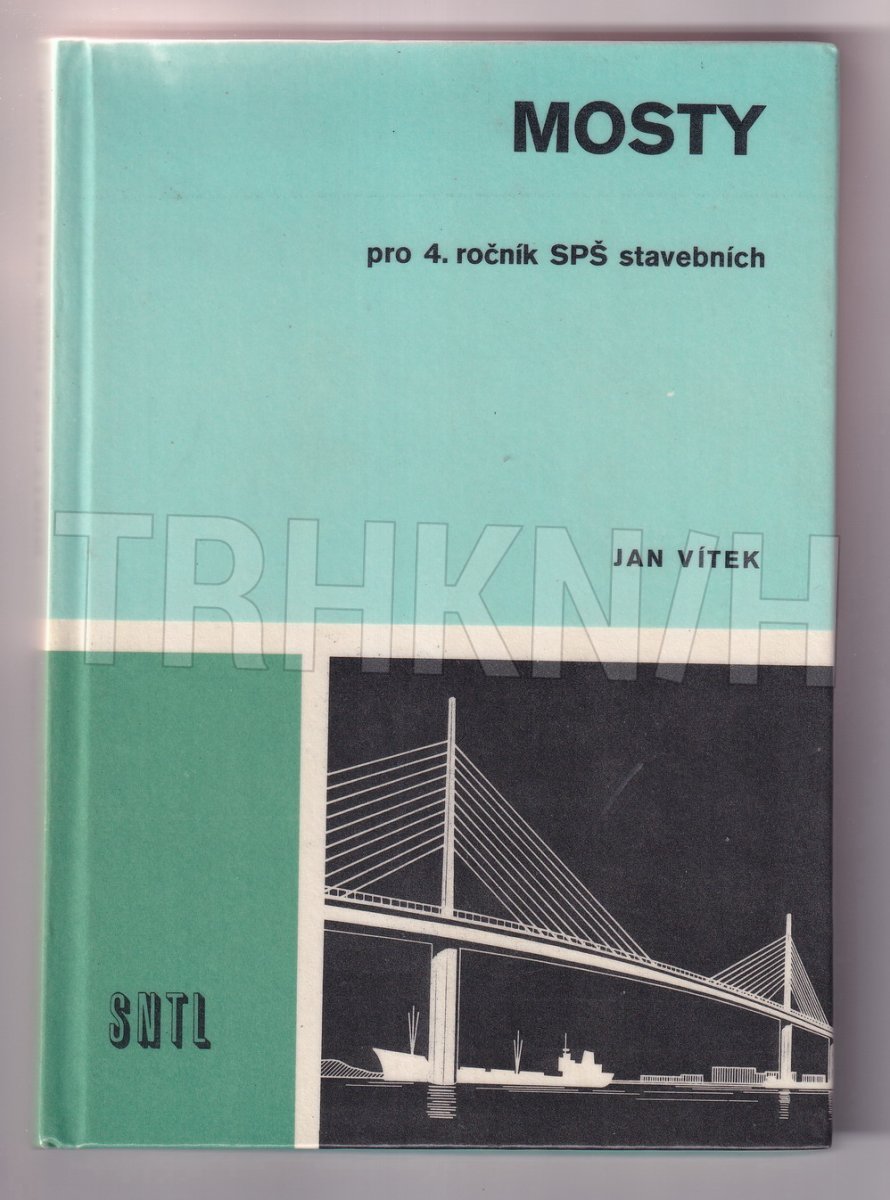 MOSTY
pro 4. ročník SPŠ stavebních
JAN VÍTEK
TRHKNIH
SNTL